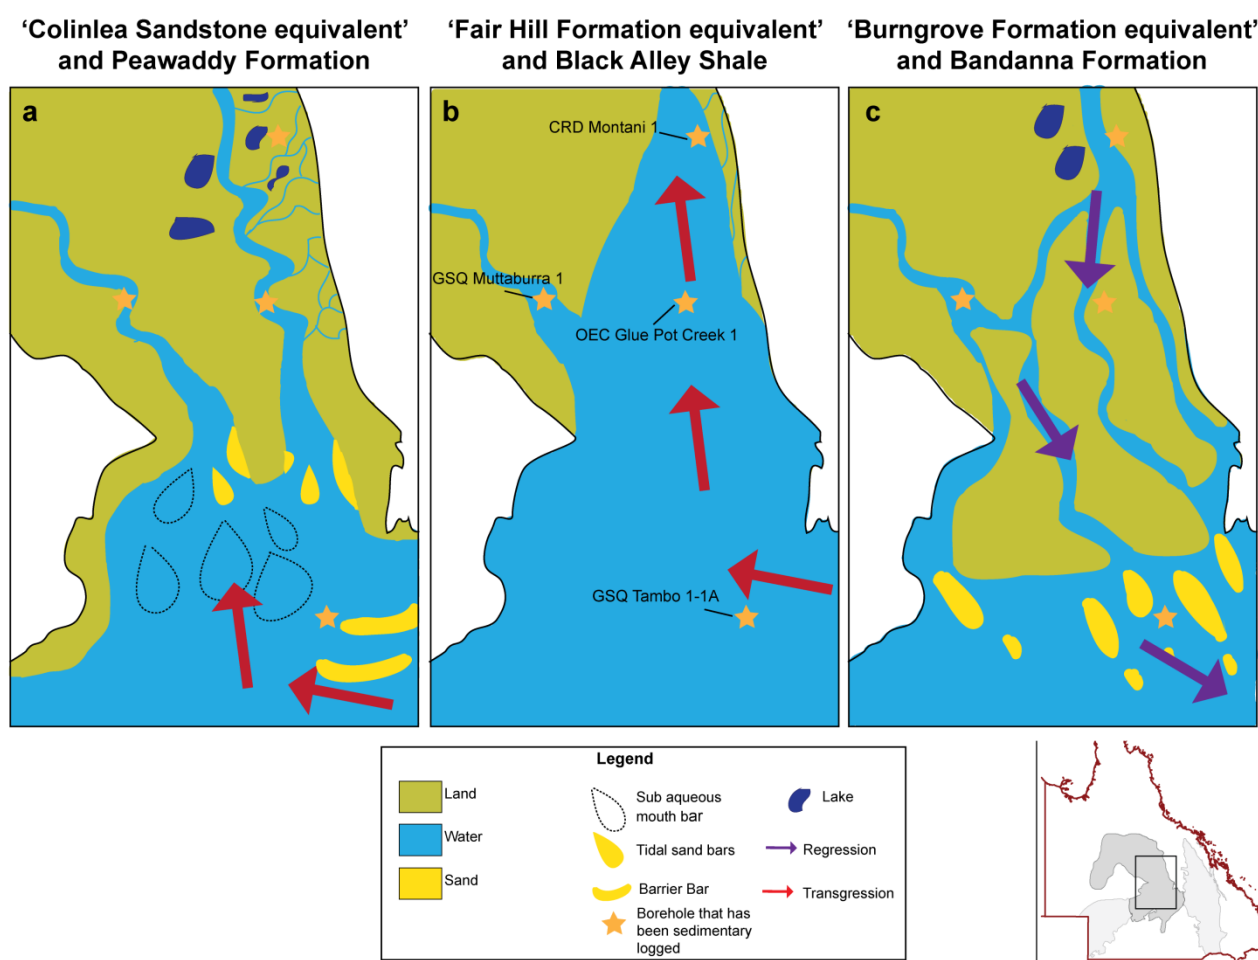 ‘Colinlea Sandstone equivalent’
and Peawaddy Formation
‘Fair Hill Formation equivalent’
and Black Alley Shale
‘Burngrove Formation equivalent’
and Bandanna Formation
a
b
CRD Montani 1
GSQ Muttaburra 1
OEC Glue Pot Creek 1
GSQ Tambo 1-1A
c
Legend
Land
Water
Sand
Sub aqueous
mouth bar
Tidal sand bars
Barrier Bar
Borehole that has
been sedimentary
logged
Lake
Regression
Transgression